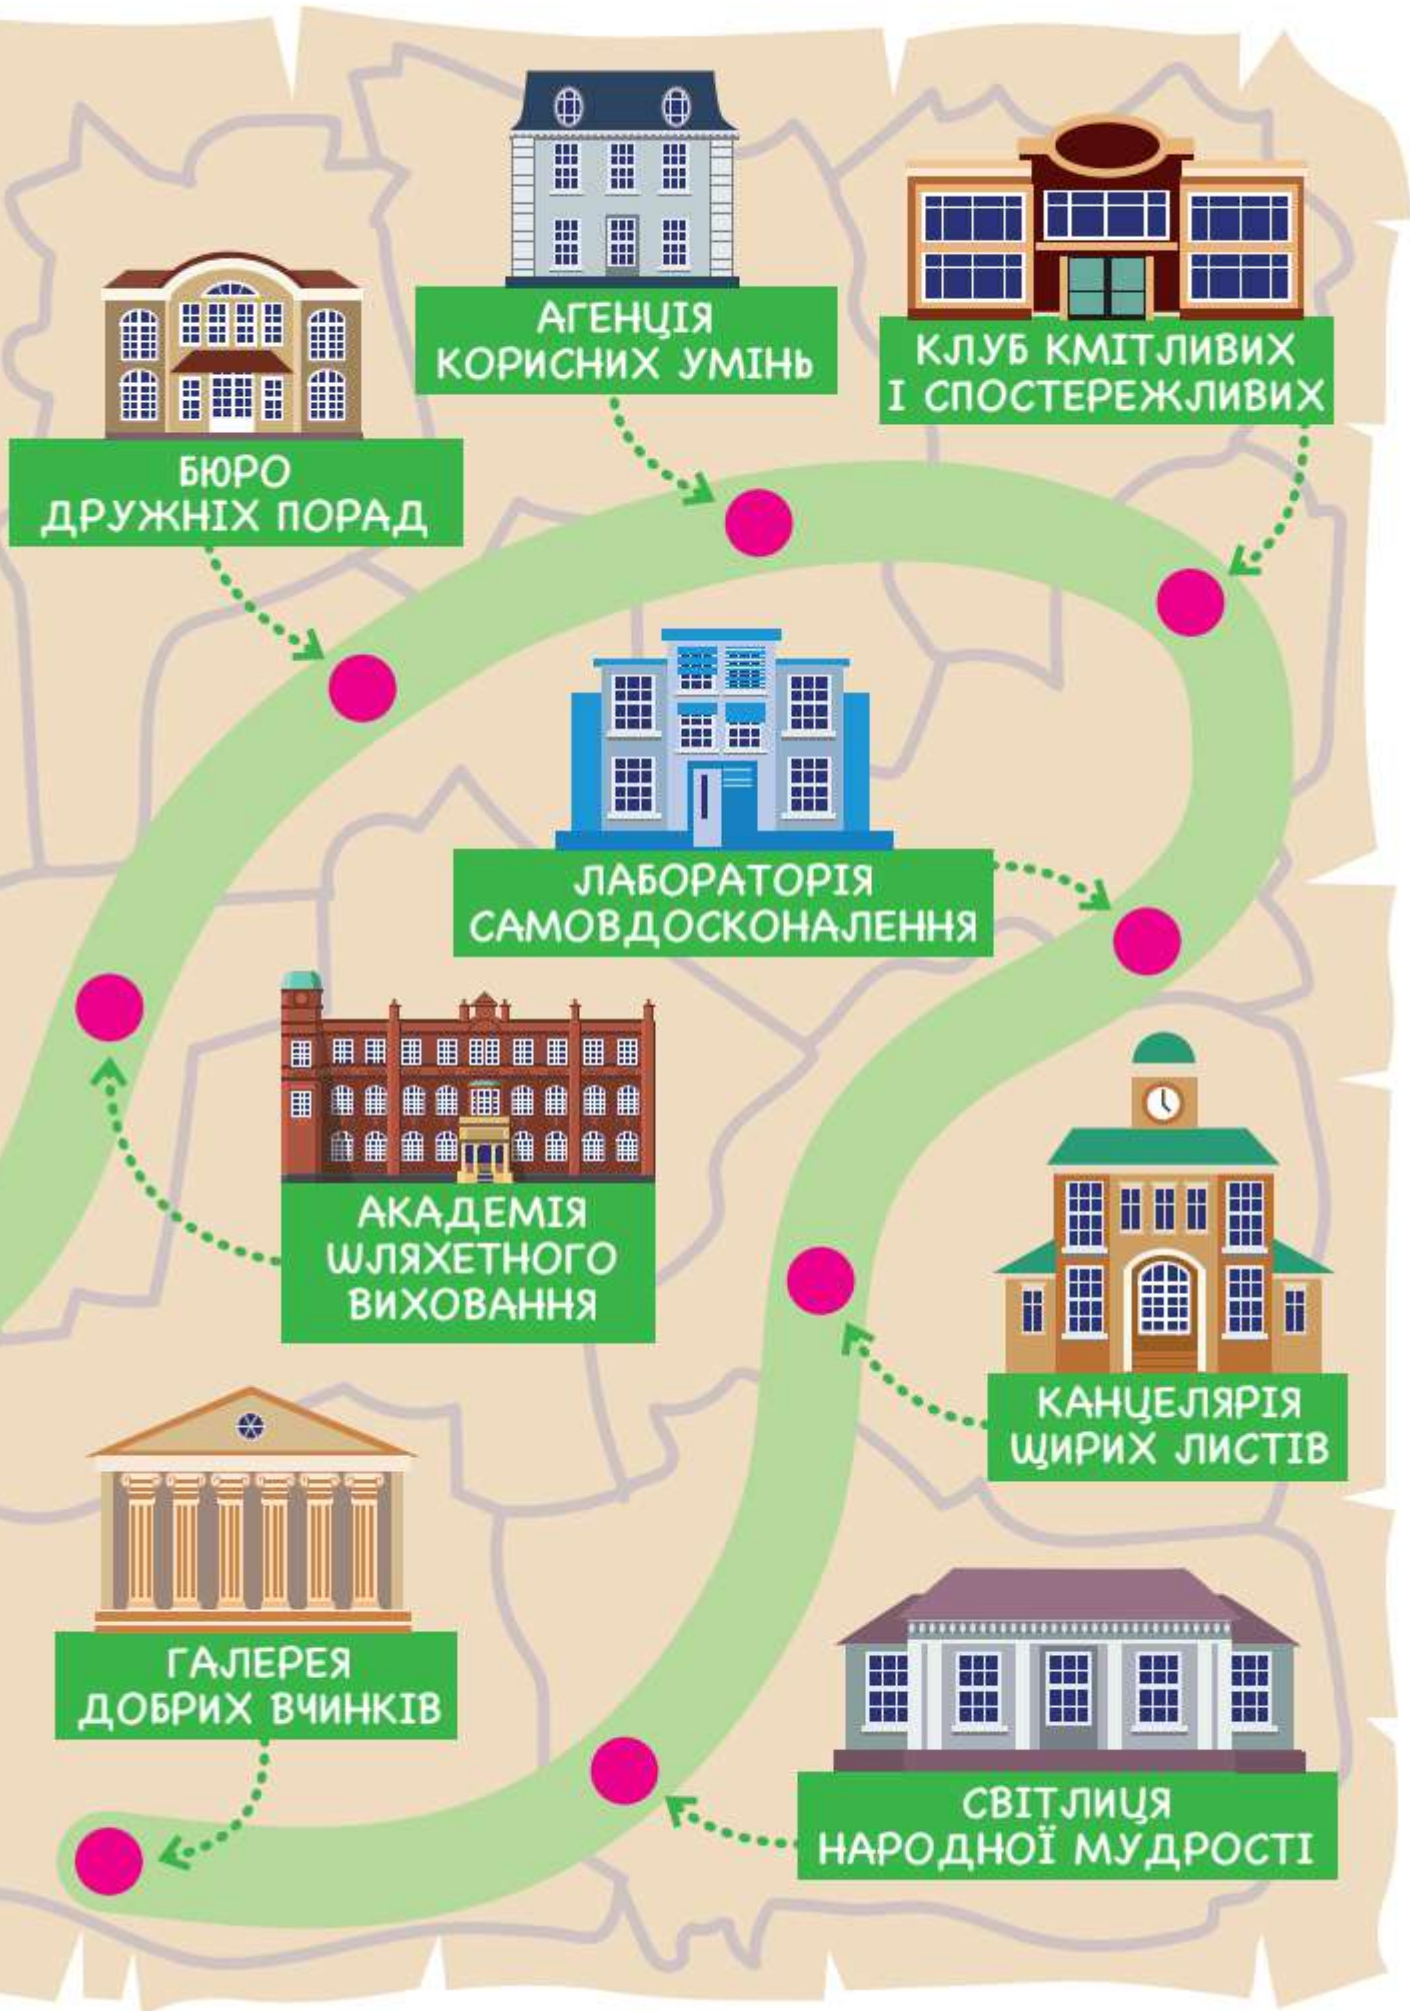 АГЕНЦІЯ
КОРИСНИХ УМІНЬ
КЛУБ КМІТЛИВИХ
І СПОСТЕРЕЖЛИВИХ
БЮРО
ДРУЖНІХ ПОРАД
ЛАБОРАТОРІЯ
САМОВДОСКОНАЛЕННЯ
АКАДЕМІЯ
ШЛЯХЕТНОГО
ВИХОВАННЯ
КАНЦЕЛЯРІЯ
ЩИРИХ ЛИСТІВ
ГАЛЕРЕЯ
ДОБРИХ ВЧИНКІВ
СВІТЛИЦЯ
НАРОДНОЇ МУДРОСТІ